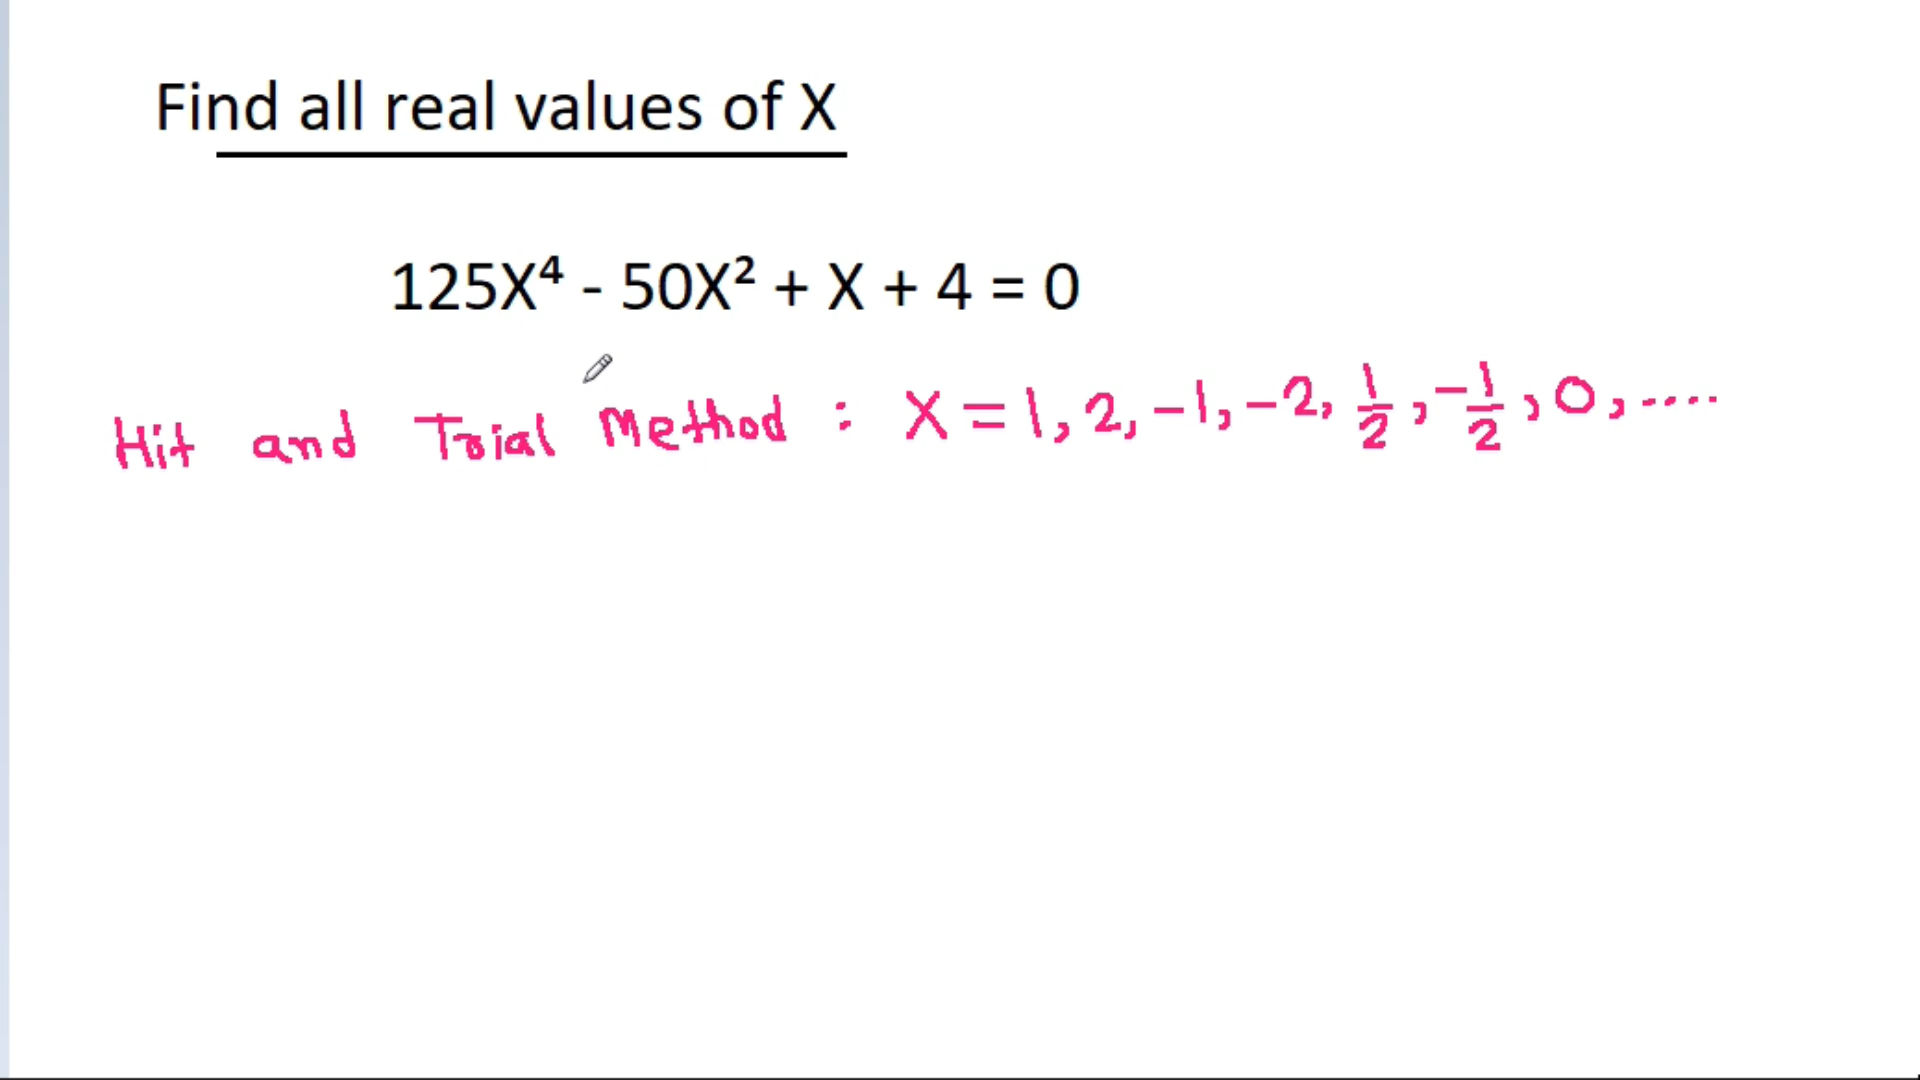 Find all real values of X
125X⁴ - 50X² + X + 4 = 0
Hit and Trial Method : X = 1, 2, -1, -2, 1/2, -1/2, 0, ....